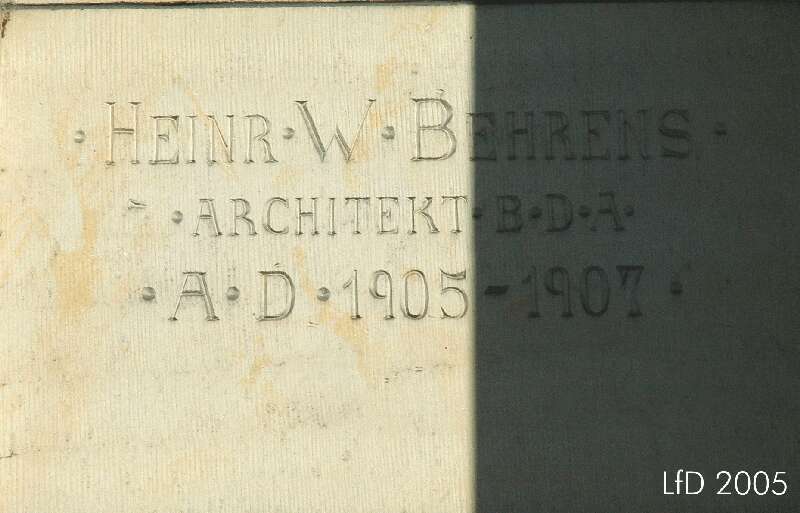 · HEINR · W · BEHRENS ·
· ARCHITEKT · B · D · A ·
· A · D · 1905 - 1907 ·
LfD 2005